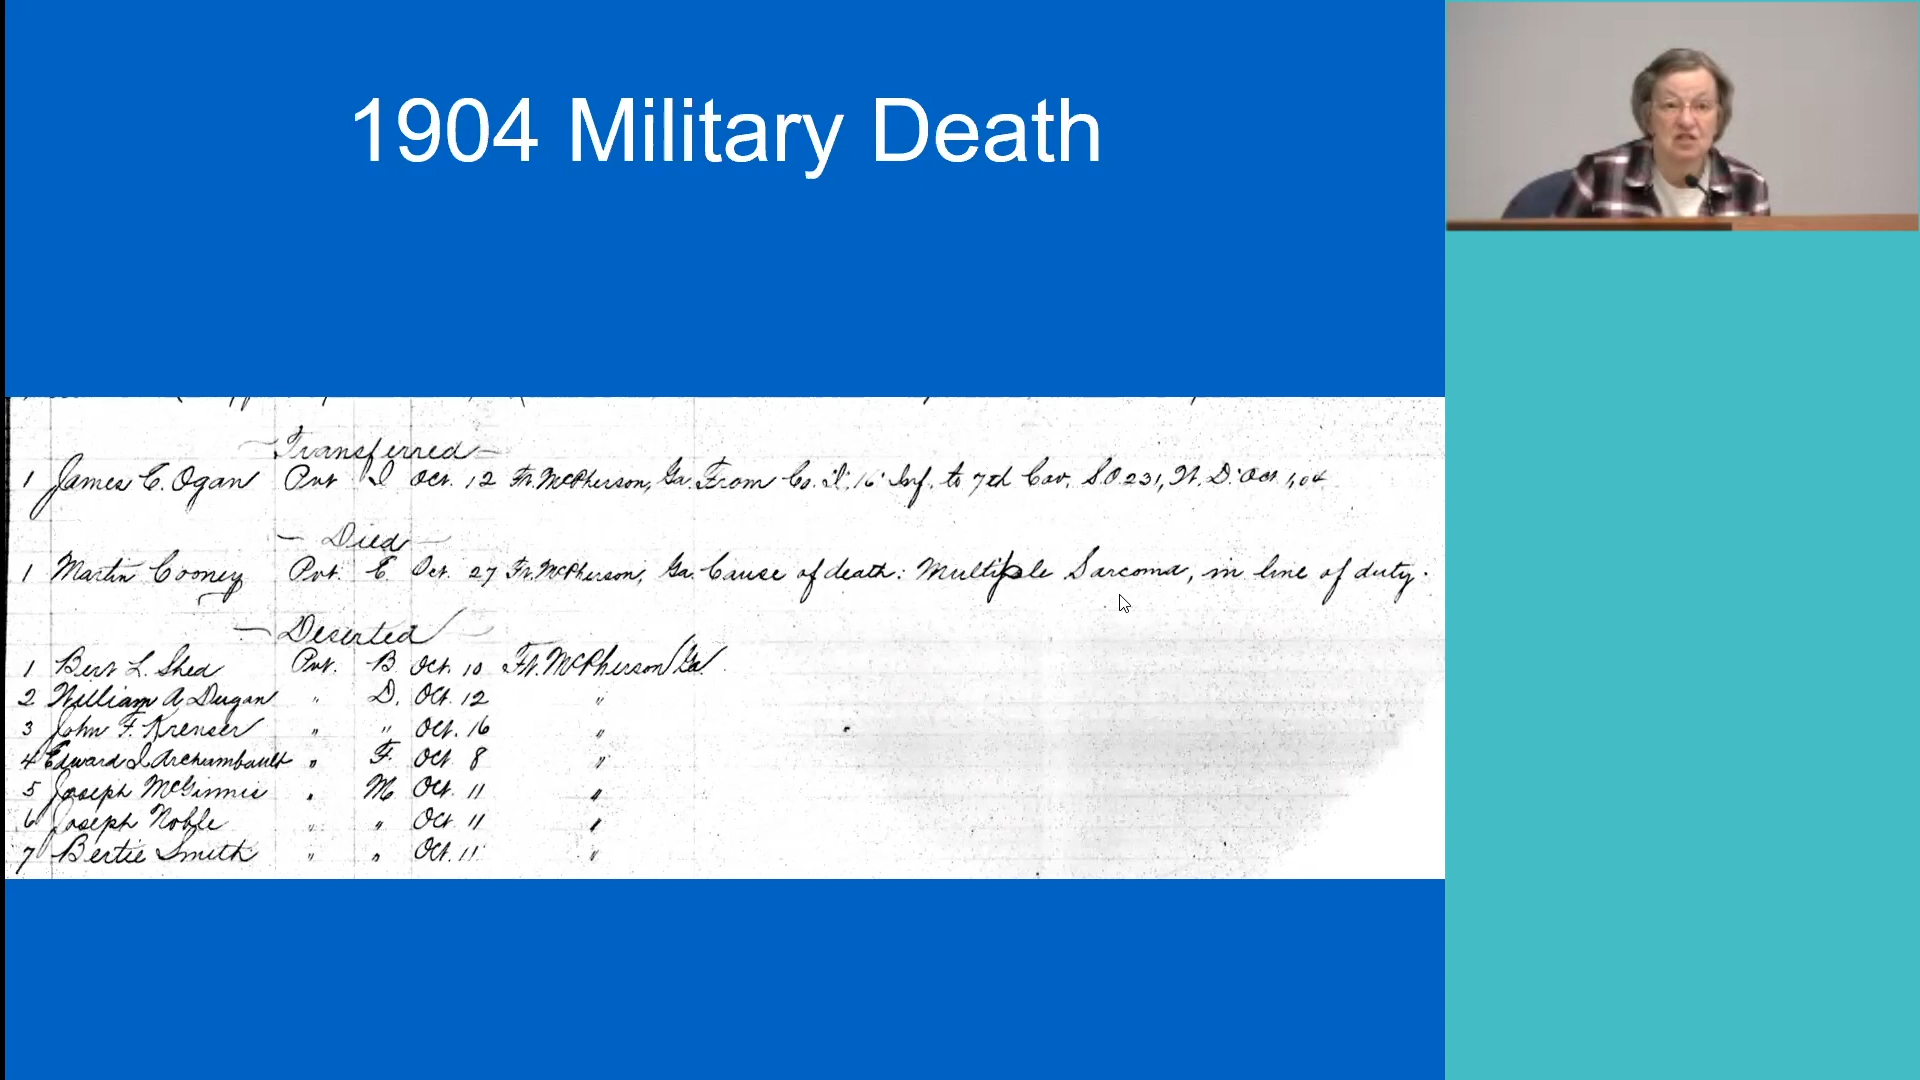 1904 Military Death
Transferred
1 James C. Ogan Pvt I Oct. 12 Ft. McPherson, Ga. From Co. I. 16" Inf. to 7th Cav. S.O. 231, W.D. Oct 1, 04
Died
1 Martin Cooney Pvt. E Oct. 27 Ft. McPherson, Ga. Cause of death: Multiple Sarcoma, in line of duty.
Deserted
1 Bert L. Shed Pvt. B Oct. 10 Ft. McPherson Ga.
2 William A Dugan " D. Oct. 12 "
3 John F. Krenser " " Oct. 16 "
4 Edward I Archambault " F. Oct 8 "
5 Joseph McGinnis " M Oct. 11 "
6 Joseph Noble " " Oct 11 "
7 Bertie Smith " " Oct. 11 "